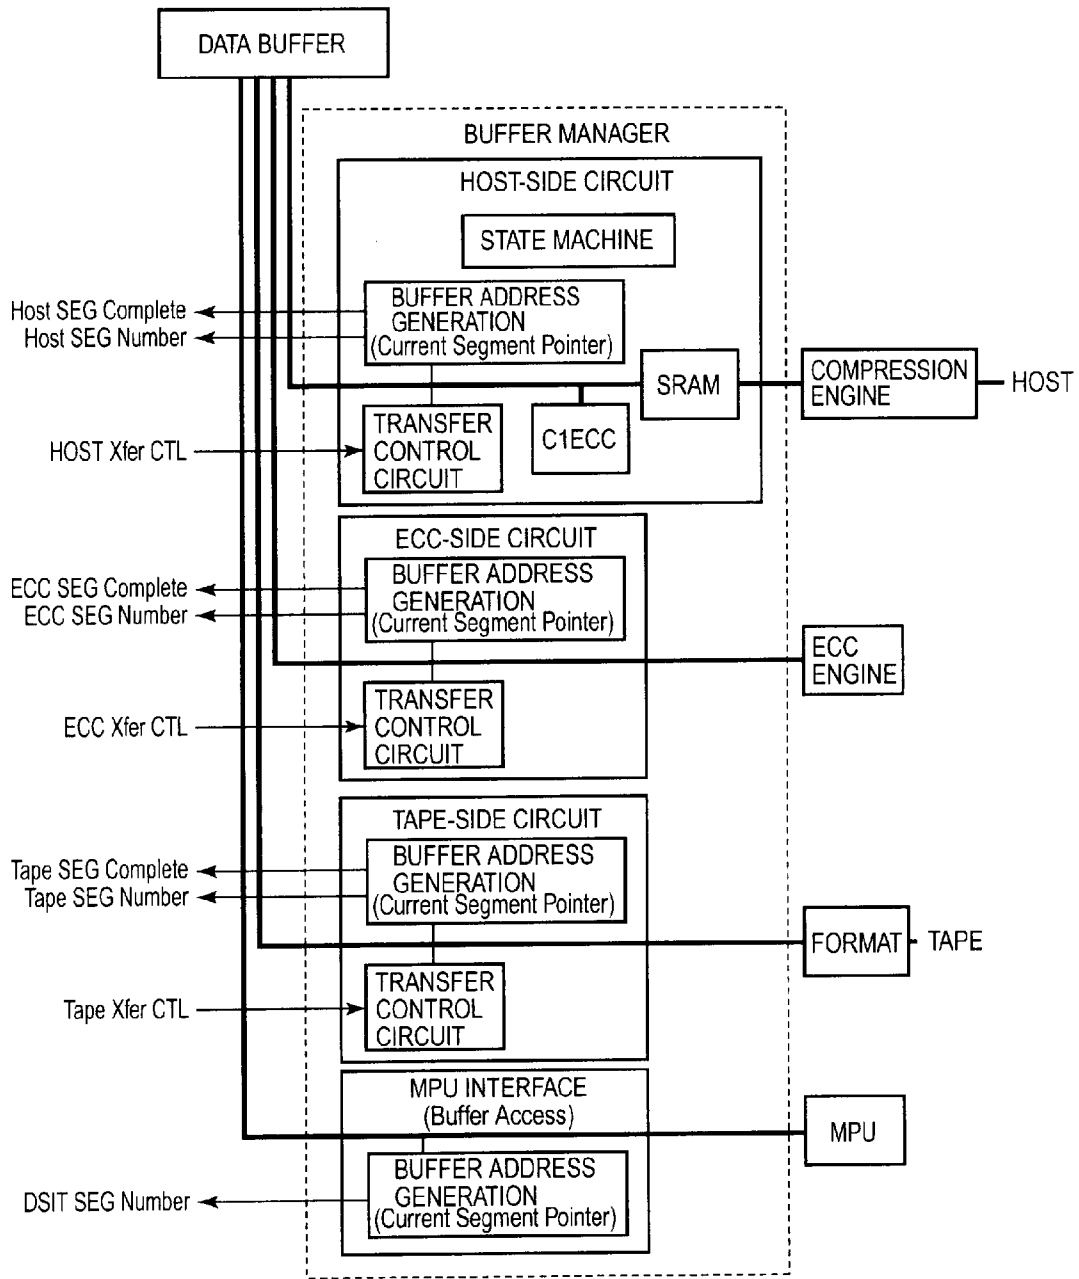 DATA BUFFER
BUFFER MANAGER
HOST-SIDE CIRCUIT
STATE MACHINE
Host SEG Complete
Host SEG Number
BUFFER ADDRESS
GENERATION
(Current Segment Pointer)
SRAM
COMPRESSION
ENGINE
HOST
HOST Xfer CTL
TRANSFER
CONTROL
CIRCUIT
C1ECC
ECC-SIDE CIRCUIT
ECC SEG Complete
ECC SEG Number
BUFFER ADDRESS
GENERATION
(Current Segment Pointer)
ECC
ENGINE
ECC Xfer CTL
TRANSFER
CONTROL
CIRCUIT
TAPE-SIDE CIRCUIT
Tape SEG Complete
Tape SEG Number
BUFFER ADDRESS
GENERATION
(Current Segment Pointer)
FORMAT
TAPE
Tape Xfer CTL
TRANSFER
CONTROL
CIRCUIT
MPU INTERFACE
(Buffer Access)
MPU
DSIT SEG Number
BUFFER ADDRESS
GENERATION
(Current Segment Pointer)